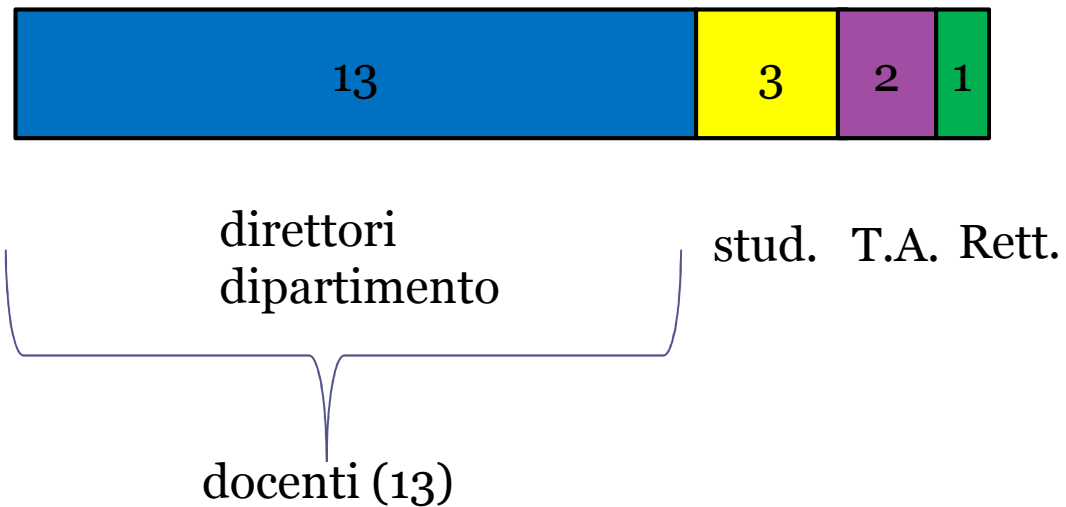 13 3 2 1
direttori
dipartimento
stud. T.A. Rett.
docenti (13)